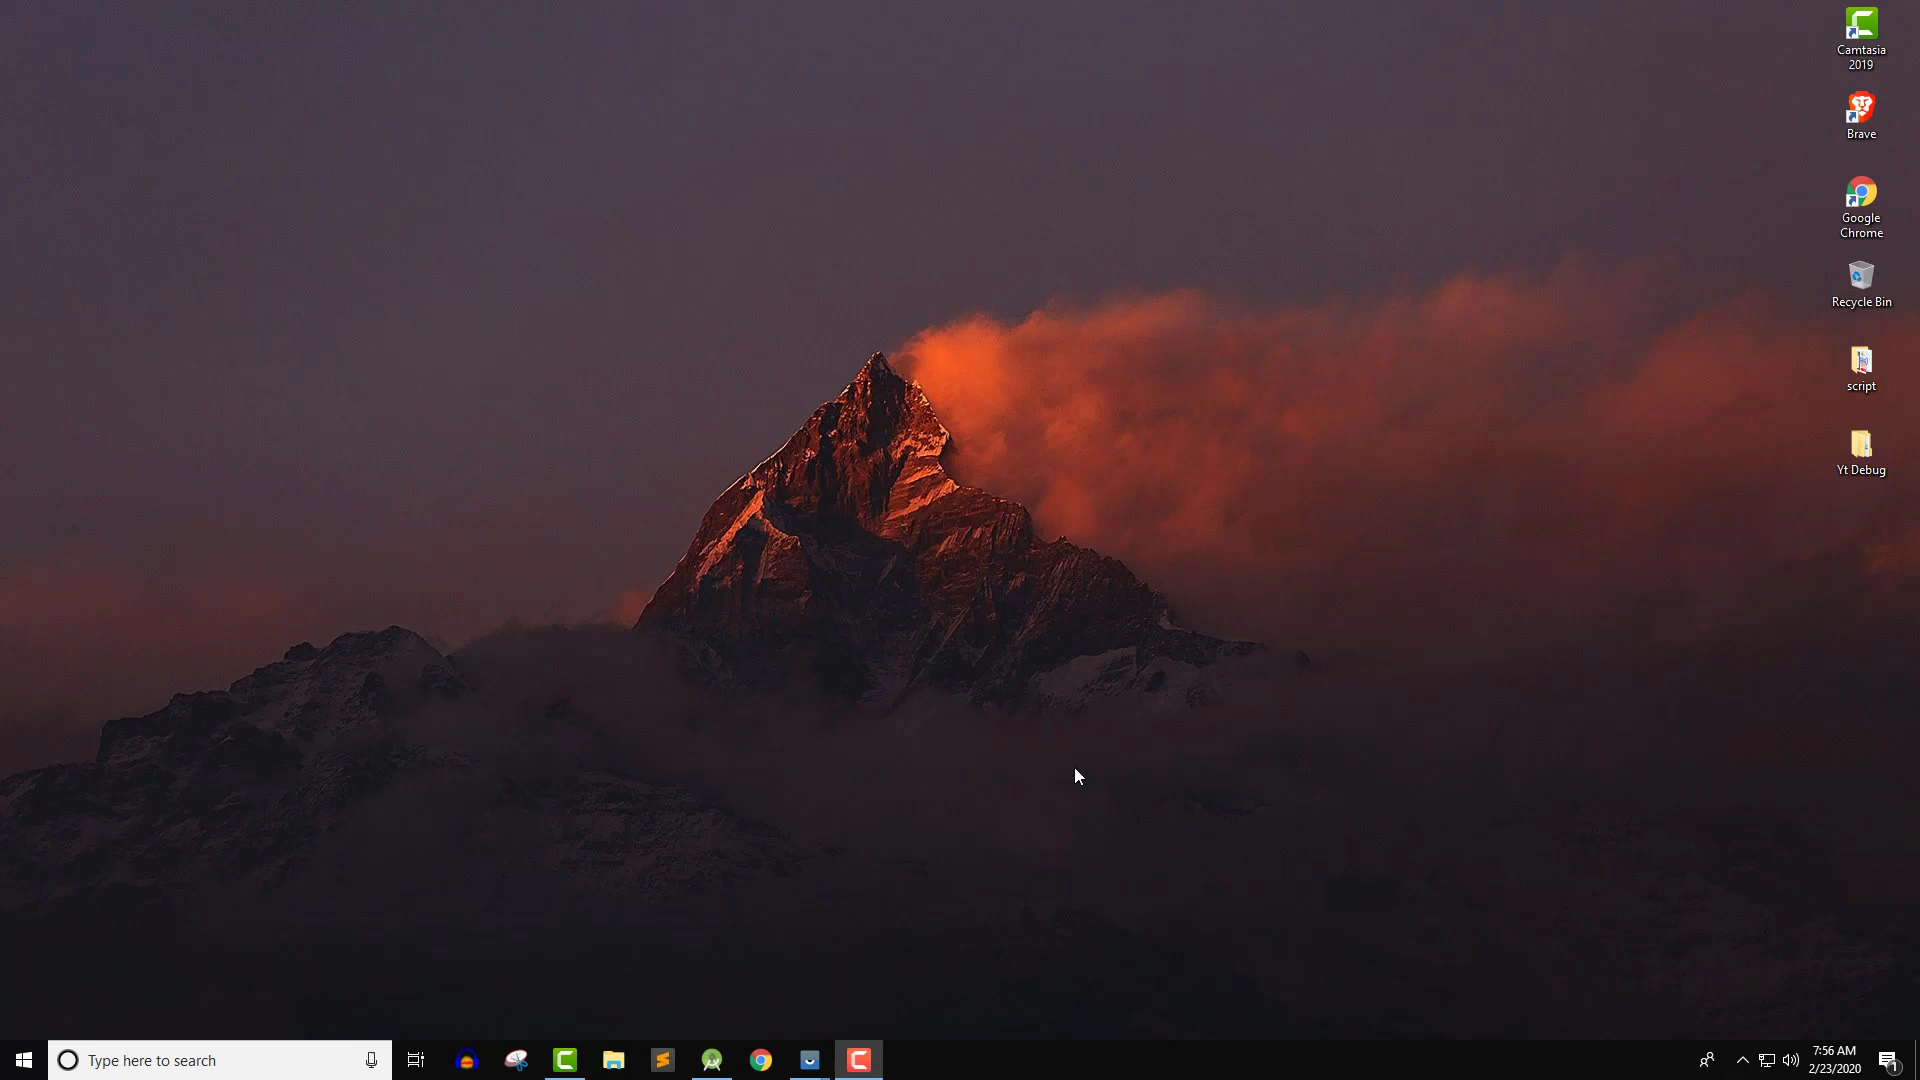 Camtasia
2019
Brave
Google
Chrome
Recycle Bin
script
Yt Debug
Type here to search
7:56 AM
2/23/2020
1